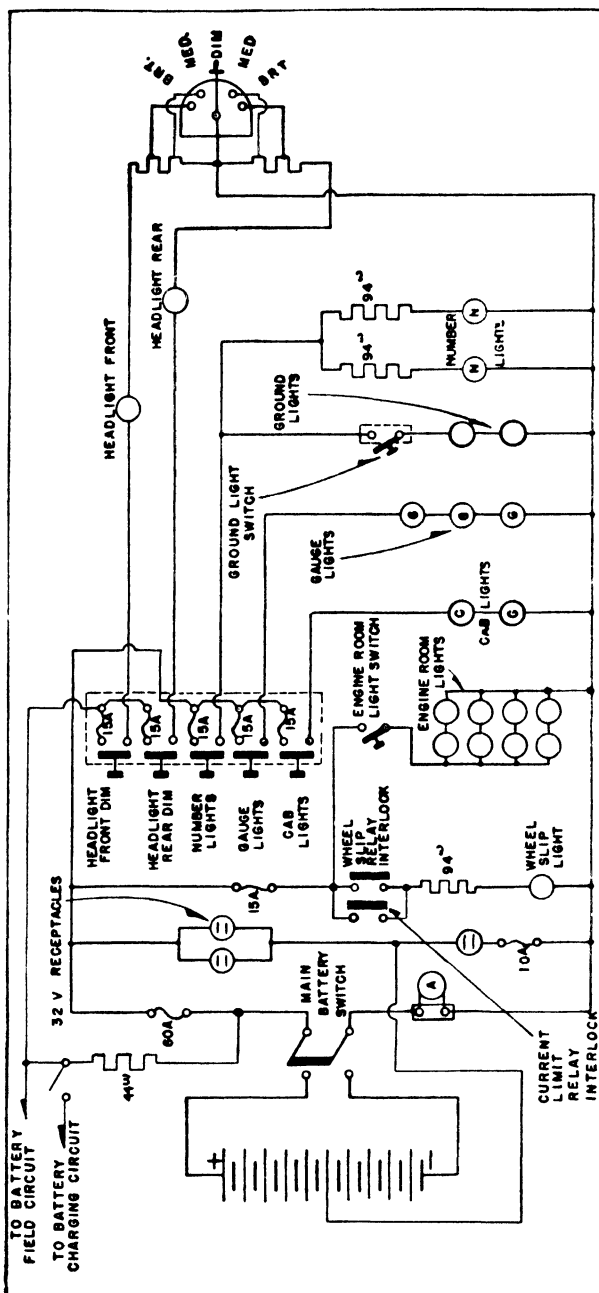 TO BATTERY
FIELD CIRCUIT
TO BATTERY
CHARGING CIRCUIT
44ω
60A
32 V RECEPTACLES
+
−
MAIN
BATTERY
SWITCH
A
10A
CURRENT
LIMIT
RELAY
INTERLOCK
15A
WHEEL
SLIP
RELAY
INTERLOCK
94ω
WHEEL
SLIP
LIGHT
HEADLIGHT
FRONT DIM
HEADLIGHT
REAR DIM
NUMBER
LIGHTS
GAUGE
LIGHTS
CAB
LIGHTS
15A
15A
15A
15A
15A
ENGINE ROOM
LIGHT SWITCH
ENGINE ROOM
LIGHTS
C
G
CAB LIGHTS
G
G
G
GAUGE
LIGHTS
GROUND LIGHT
SWITCH
GROUND
LIGHTS
94ω
94ω
N
N
NUMBER
LIGHTS
HEADLIGHT FRONT
HEADLIGHT REAR
BRT.
MED.
DIM
MED
BRT